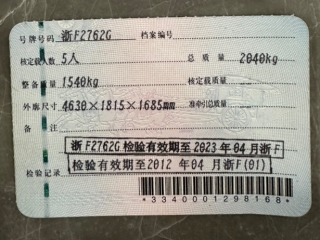 号牌号码 浙F2762G 档案编号
核定载人数 5人 总质量 2040kg
整备质量 1540kg 核定载质量
外廓尺寸 4630×1815×1685mm 准牵引总质量
备注
浙F2762G 检验有效期至2023年04月浙F
检验记录 检验有效期至2012年04月浙F(01)
*3340001298168*